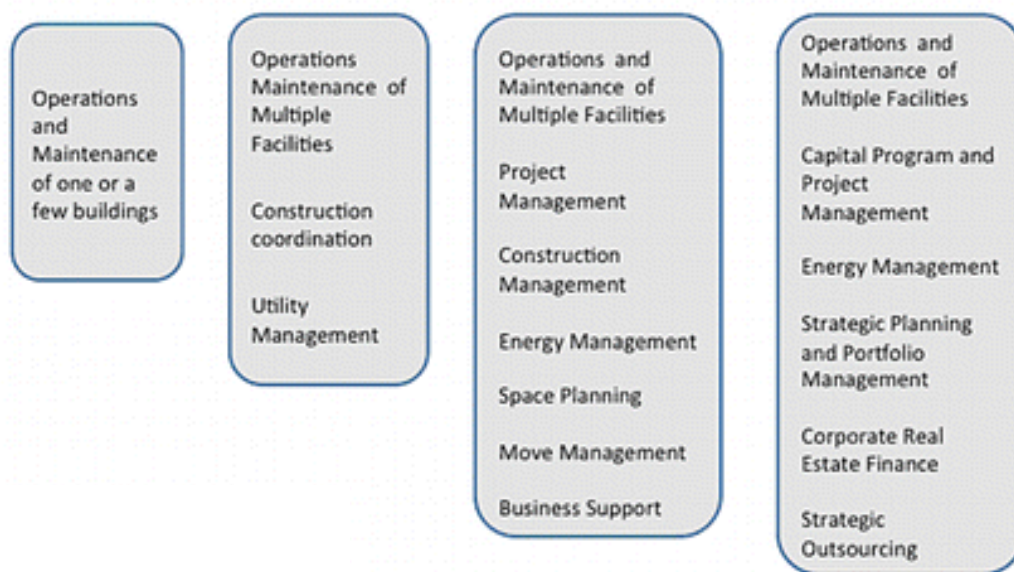 Operations
and
Maintenance
of one or a
few buildings
Operations
Maintenance of
Multiple
Facilities
Construction
coordination
Utility
Management
Operations and
Maintenance of
Multiple Facilities
Project
Management
Construction
Management
Energy Management
Space Planning
Move Management
Business Support
Operations and
Maintenance of
Multiple Facilities
Capital Program and
Project
Management
Energy Management
Strategic Planning
and Portfolio
Management
Corporate Real
Estate Finance
Strategic
Outsourcing